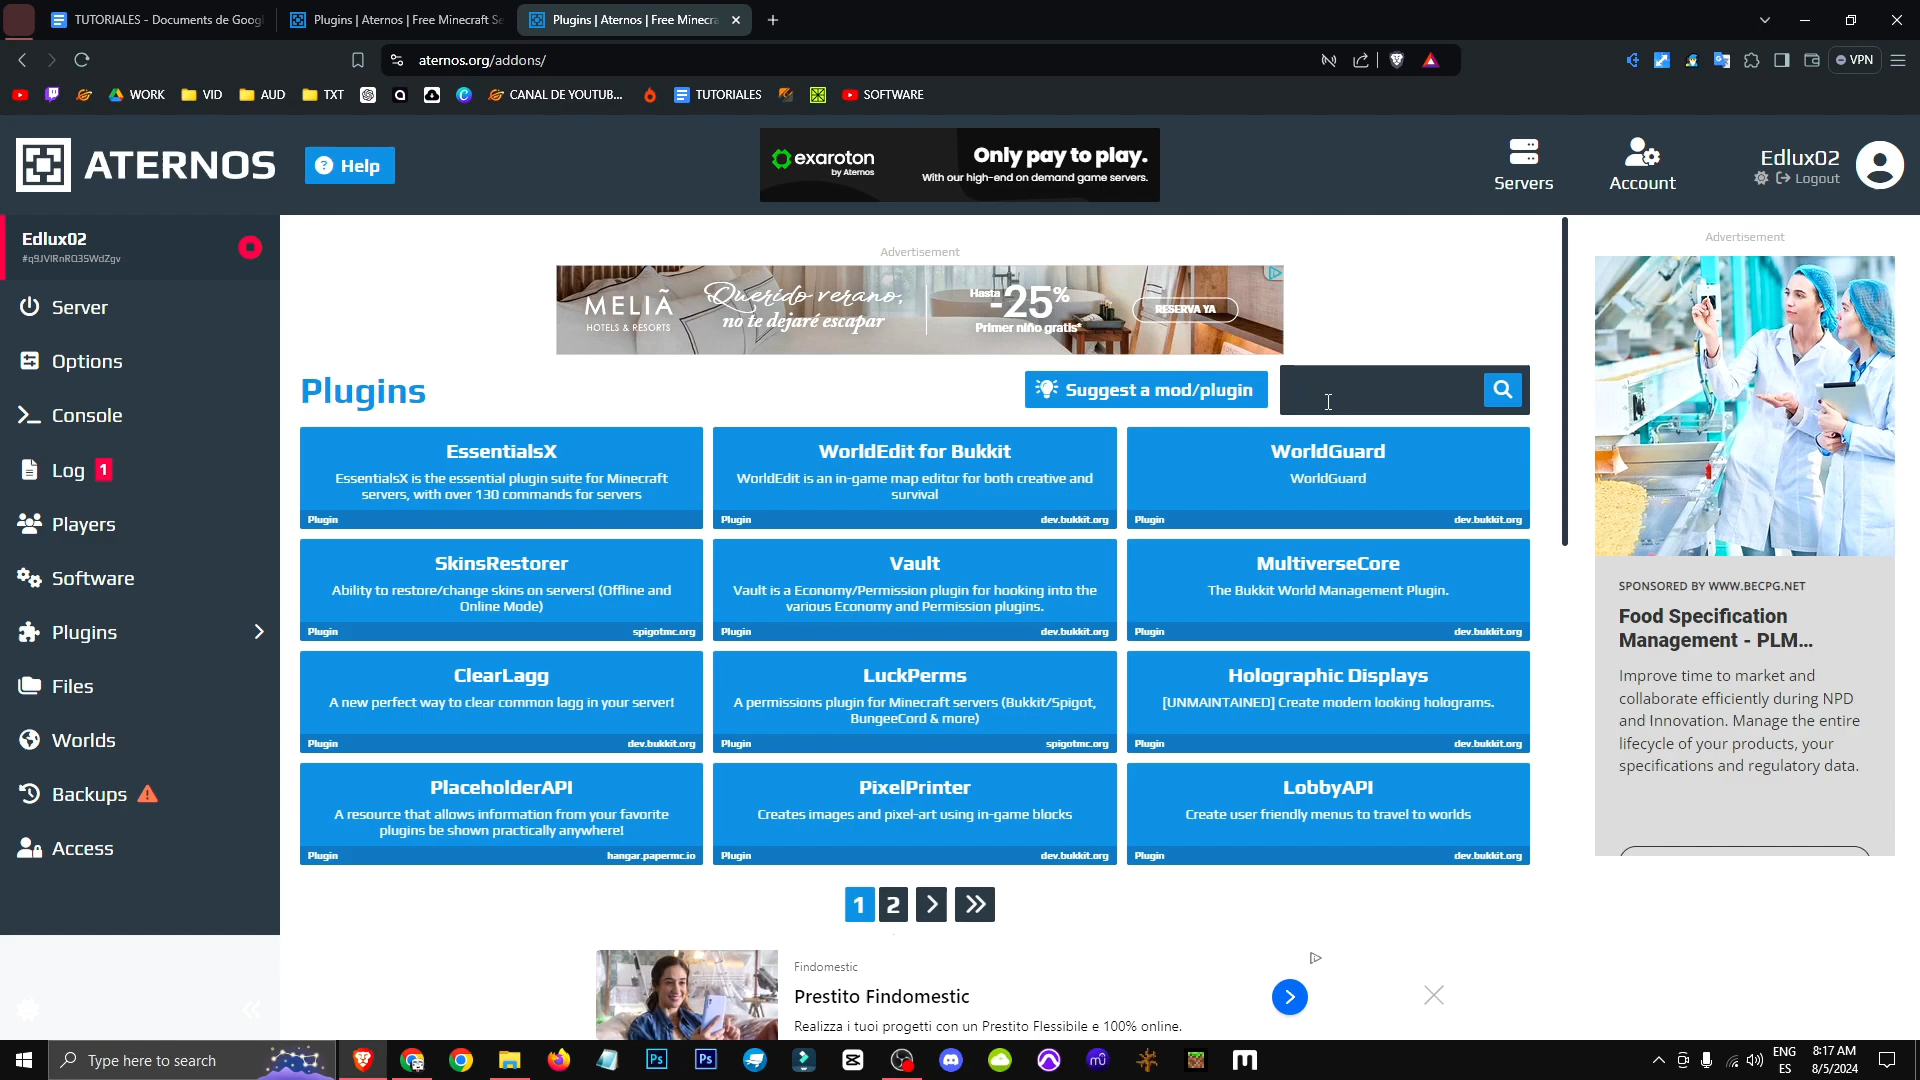 TUTORIALES - Documents de Googl
Plugins | Aternos | Free Minecraft Se
Plugins | Aternos | Free Minecra
aternos.org/addons/
VPN
WORK
VID
AUD
TXT
CANAL DE YOUTUB...
TUTORIALES
SOFTWARE
ATERNOS
Help
exaroton
by Aternos
Only pay to play.
With our high-end on demand game servers.
Servers
Account
Edlux02
Logout
Edlux02
#q9JVIRnRQ3SWdZgv
Server
Options
Console
Log 1
Players
Software
Plugins
Files
Worlds
Backups
Access
Advertisement
MELIÃ
HOTELS & RESORTS
Querido verano,
no te dejaré escapar
Hasta
-25%
Primer niño gratis*
RESERVA YA
Plugins
Suggest a mod/plugin
EssentialsX
EssentialsX is the essential plugin suite for Minecraft
servers, with over 130 commands for servers
Plugin
WorldEdit for Bukkit
WorldEdit is an in-game map editor for both creative and
survival
Plugin dev.bukkit.org
WorldGuard
WorldGuard
Plugin dev.bukkit.org
SkinsRestorer
Ability to restore/change skins on servers! (Offline and
Online Mode)
Plugin spigotmc.org
Vault
Vault is a Economy/Permission plugin for hooking into the
various Economy and Permission plugins.
Plugin dev.bukkit.org
MultiverseCore
The Bukkit World Management Plugin.
Plugin dev.bukkit.org
ClearLagg
A new perfect way to clear common lagg in your server!
Plugin dev.bukkit.org
LuckPerms
A permissions plugin for Minecraft servers (Bukkit/Spigot,
BungeeCord & more)
Plugin spigotmc.org
Holographic Displays
[UNMAINTAINED] Create modern looking holograms.
Plugin dev.bukkit.org
PlaceholderAPI
A resource that allows information from your favorite
plugins be shown practically anywhere!
Plugin hangar.papermc.io
PixelPrinter
Creates images and pixel-art using in-game blocks
Plugin dev.bukkit.org
LobbyAPI
Create user friendly menus to travel to worlds
Plugin dev.bukkit.org
1 2
Findomestic
Prestito Findomestic
Realizza i tuoi progetti con un Prestito Flessibile e 100% online.
Advertisement
SPONSORED BY WWW.BECPG.NET
Food Specification
Management - PLM...
Improve time to market and
collaborate efficiently during NPD
and Innovation. Manage the entire
lifecycle of your products, your
specifications and regulatory data.
Type here to search
Ps
Ps
ENG
ES
8:17 AM
8/5/2024